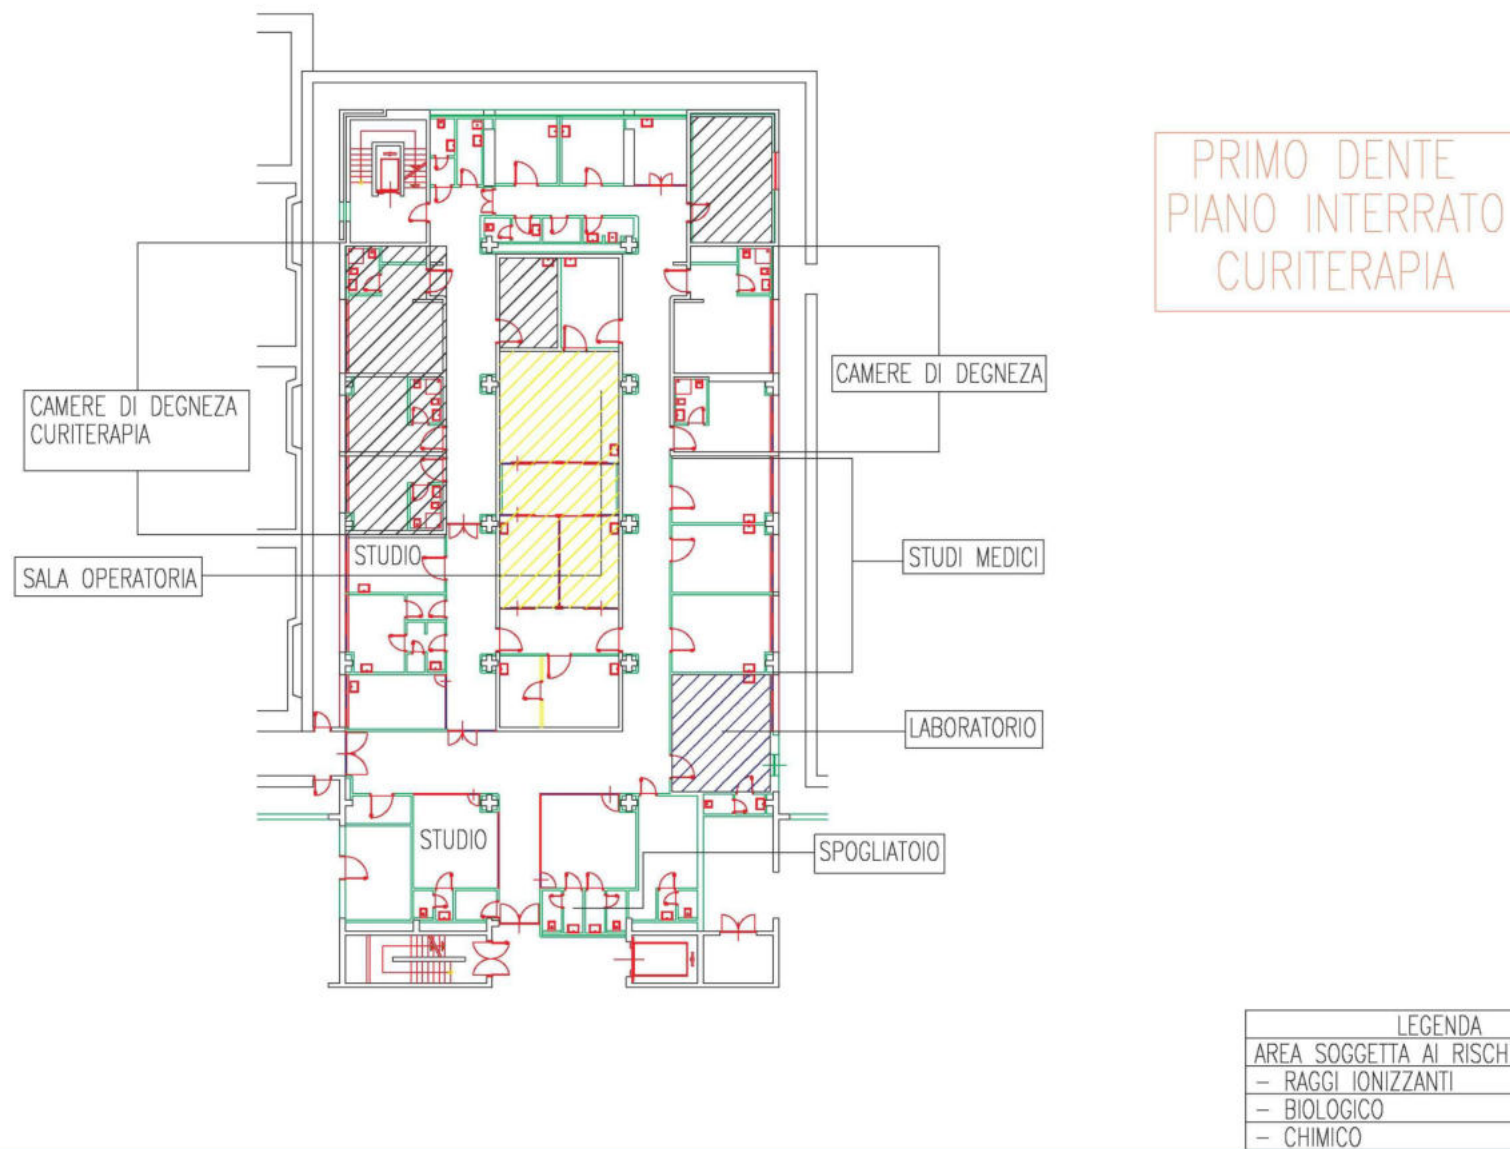 PRIMO DENTE
PIANO INTERRATO
CURITERAPIA
CAMERE DI DEGNEZA
CAMERE DI DEGNEZA
CURITERAPIA
STUDIO
STUDI MEDICI
SALA OPERATORIA
LABORATORIO
STUDIO
SPOGLIATOIO
LEGENDA
AREA SOGGETTA AI RISCH
- RAGGI IONIZZANTI
- BIOLOGICO
- CHIMICO